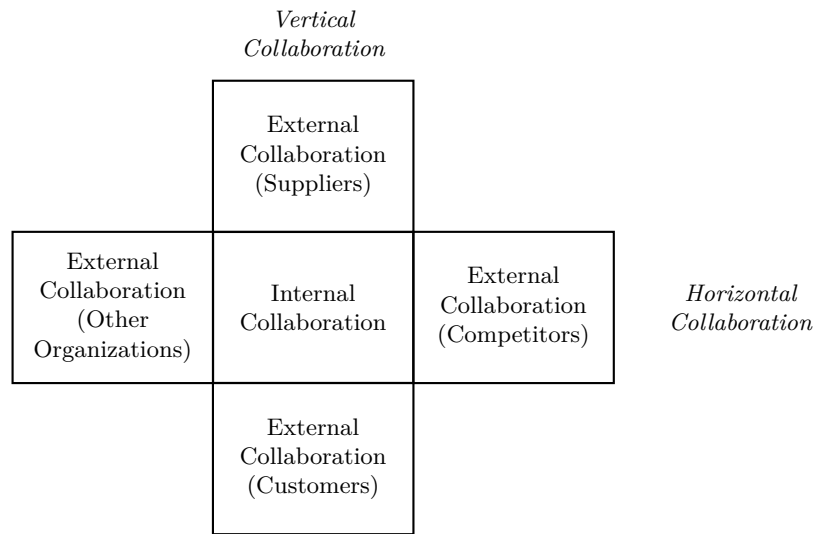 Vertical
Collaboration
External
Collaboration
(Suppliers)
External
Collaboration
(Other
Organizations)
Internal
Collaboration
External
Collaboration
(Competitors)
Horizontal
Collaboration
External
Collaboration
(Customers)